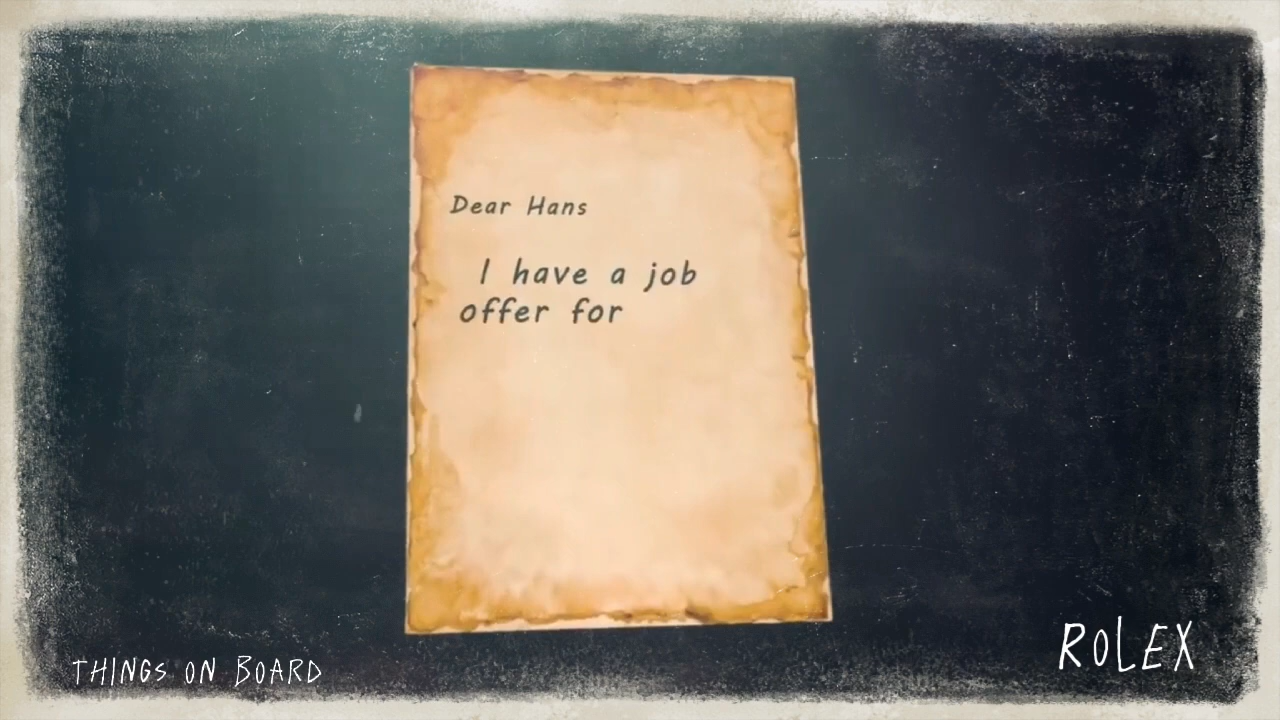 Dear Hans
I have a job
offer for
THINGS ON BOARD
ROLEX